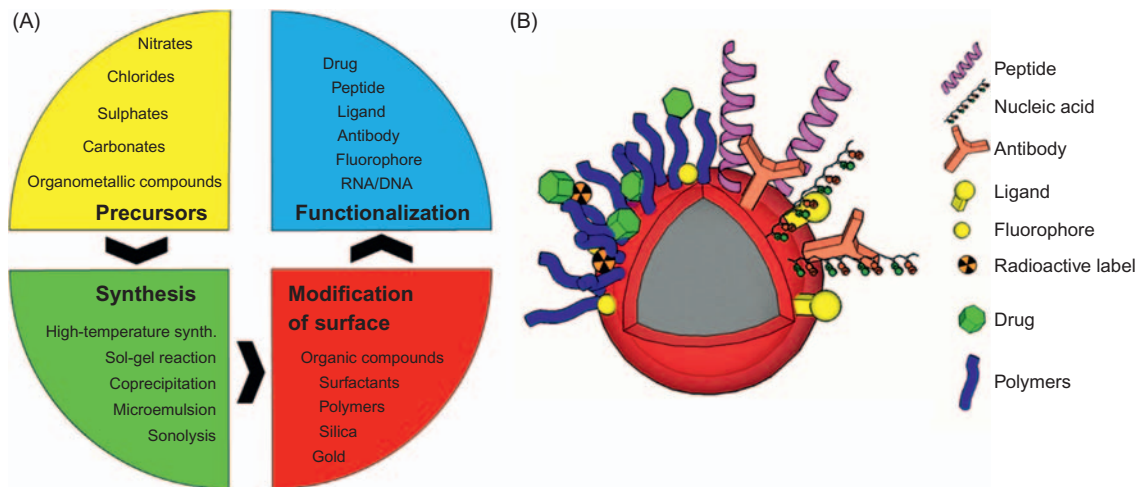 (A)
Nitrates
Chlorides
Sulphates
Carbonates
Organometallic compounds
Precursors
Drug
Peptide
Ligand
Antibody
Fluorophore
RNA/DNA
Functionalization
Synthesis
High-temperature synth.
Sol-gel reaction
Coprecipitation
Microemulsion
Sonolysis
Modification
of surface
Organic compounds
Surfactants
Polymers
Silica
Gold
(B)
Peptide
Nucleic acid
Antibody
Ligand
Fluorophore
Radioactive label
Drug
Polymers